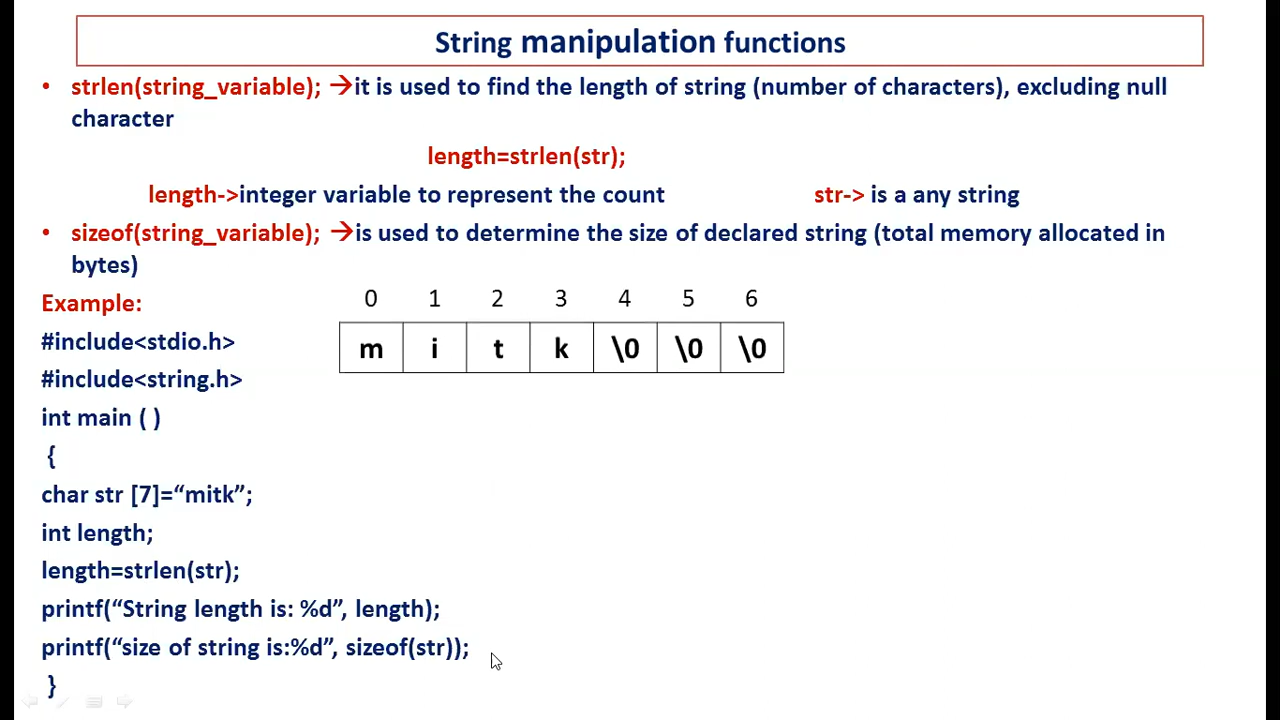 String manipulation functions
• strlen(string_variable); →it is used to find the length of string (number of characters), excluding null
character
length=strlen(str);
length->integer variable to represent the count str-> is a any string
• sizeof(string_variable); →is used to determine the size of declared string (total memory allocated in
bytes)
Example:
0 1 2 3 4 5 6
#include<stdio.h>
m i t k \0 \0 \0
#include<string.h>
int main ( )
{
char str [7]=“mitk”;
int length;
length=strlen(str);
printf(“String length is: %d”, length);
printf(“size of string is:%d”, sizeof(str));
}